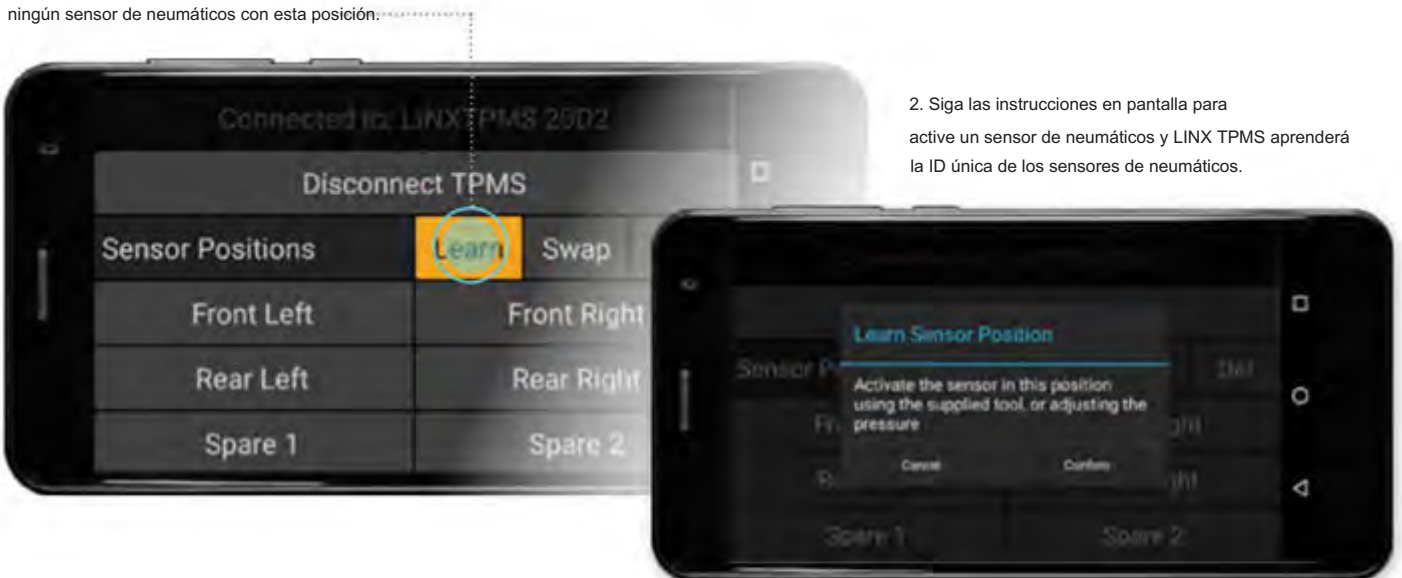 ningún sensor de neumáticos con esta posición.
Connected to: LINXTPMS 29D2
Disconnect TPMS
Sensor Positions Learn Swap
Front Left Front Right
Rear Left Rear Right
Spare 1 Spare 2
2. Siga las instrucciones en pantalla para
active un sensor de neumáticos y LINX TPMS aprenderá
la ID única de los sensores de neumáticos.
Learn Sensor Position
Activate the sensor in this position
using the supplied tool, or adjusting the
pressure
Cancel Confirm
Del
Spare 1 Spare 2